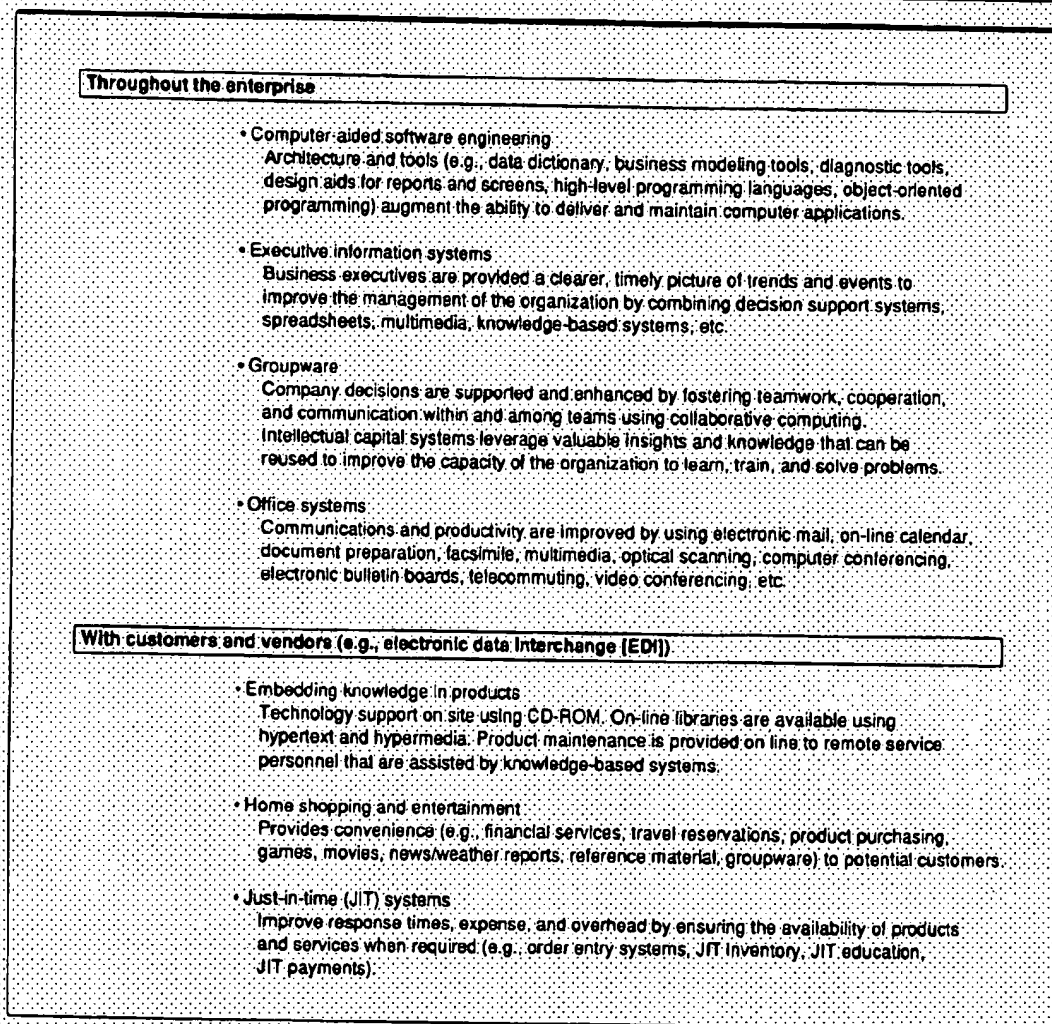 Throughout the enterprise
• Computer-aided software engineering
Architecture and tools (e.g., data dictionary, business modeling tools, diagnostic tools,
design aids for reports and screens, high-level programming languages, object-oriented
programming) augment the ability to deliver and maintain computer applications.
• Executive information systems
Business executives are provided a clearer, timely picture of trends and events to
improve the management of the organization by combining decision support systems,
spreadsheets, multimedia, knowledge-based systems, etc.
• Groupware
Company decisions are supported and enhanced by fostering teamwork, cooperation,
and communication within and among teams using collaborative computing.
Intellectual capital systems leverage valuable insights and knowledge that can be
reused to improve the capacity of the organization to learn, train, and solve problems.
• Office systems
Communications and productivity are improved by using electronic mail, on-line calendar,
document preparation, facsimile, multimedia, optical scanning, computer conferencing,
electronic bulletin boards, telecommuting, video conferencing, etc.
With customers and vendors (e.g., electronic data Interchange [EDI])
• Embedding knowledge in products
Technology support on site using CD-ROM. On-line libraries are available using
hypertext and hypermedia. Product maintenance is provided on line to remote service
personnel that are assisted by knowledge-based systems.
• Home shopping and entertainment
Provides convenience (e.g., financial services, travel reservations, product purchasing,
games, movies, news/weather reports, reference material, groupware) to potential customers.
• Just-in-time (JIT) systems
Improve response times, expense, and overhead by ensuring the availability of products
and services when required (e.g., order entry systems, JIT Inventory, JIT education,
JIT payments).